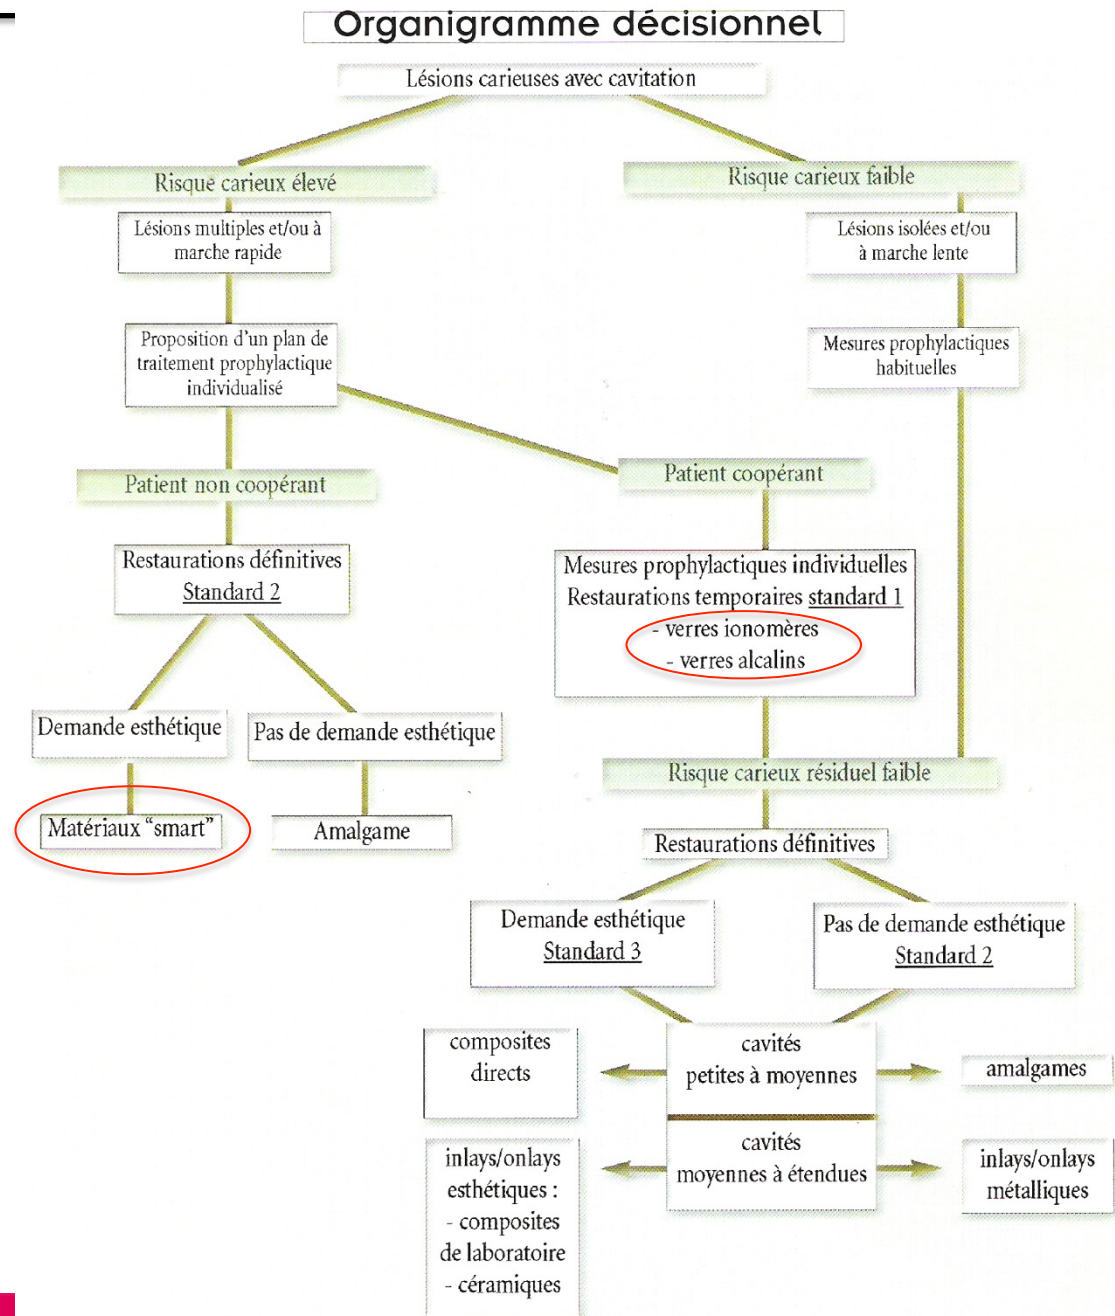 Organigramme décisionnel
Lésions carieuses avec cavitation
Risque carieux élevé
Risque carieux faible
Lésions multiples et/ou à
marche rapide
Lésions isolées et/ou
à marche lente
Proposition d'un plan de
traitement prophylactique
individualisé
Mesures prophylactiques
habituelles
Patient non coopérant
Patient coopérant
Restaurations définitives
Standard 2
Mesures prophylactiques individuelles
Restaurations temporaires standard 1
- verres ionomères
- verres alcalins
Demande esthétique
Pas de demande esthétique
Matériaux “smart”
Amalgame
Risque carieux résiduel faible
Restaurations définitives
Demande esthétique
Standard 3
Pas de demande esthétique
Standard 2
composites
directs
cavités
petites à moyennes
amalgames
inlays/onlays
esthétiques :
- composites
de laboratoire
- céramiques
cavités
moyennes à étendues
inlays/onlays
métalliques